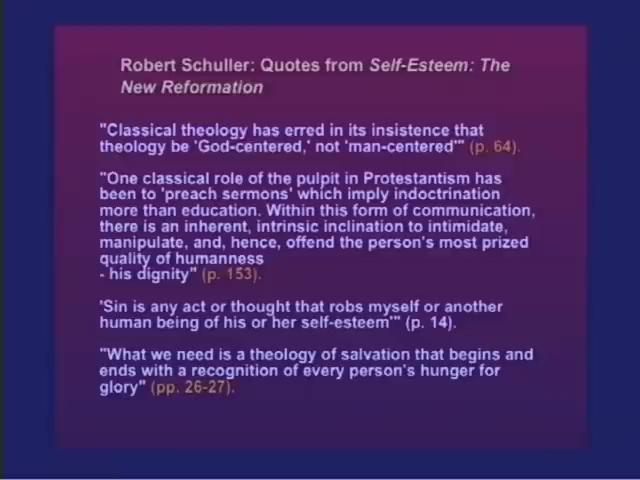 Robert Schuller: Quotes from Self-Esteem: The
New Reformation
"Classical theology has erred in its insistence that
theology be 'God-centered,' not 'man-centered'" (p. 64).
"One classical role of the pulpit in Protestantism has
been to 'preach sermons' which imply indoctrination
more than education. Within this form of communication,
there is an inherent, intrinsic inclination to intimidate,
manipulate, and, hence, offend the person's most prized
quality of humanness
- his dignity" (p. 153).
'Sin is any act or thought that robs myself or another
human being of his or her self-esteem'" (p. 14).
"What we need is a theology of salvation that begins and
ends with a recognition of every person's hunger for
glory" (pp. 26-27).